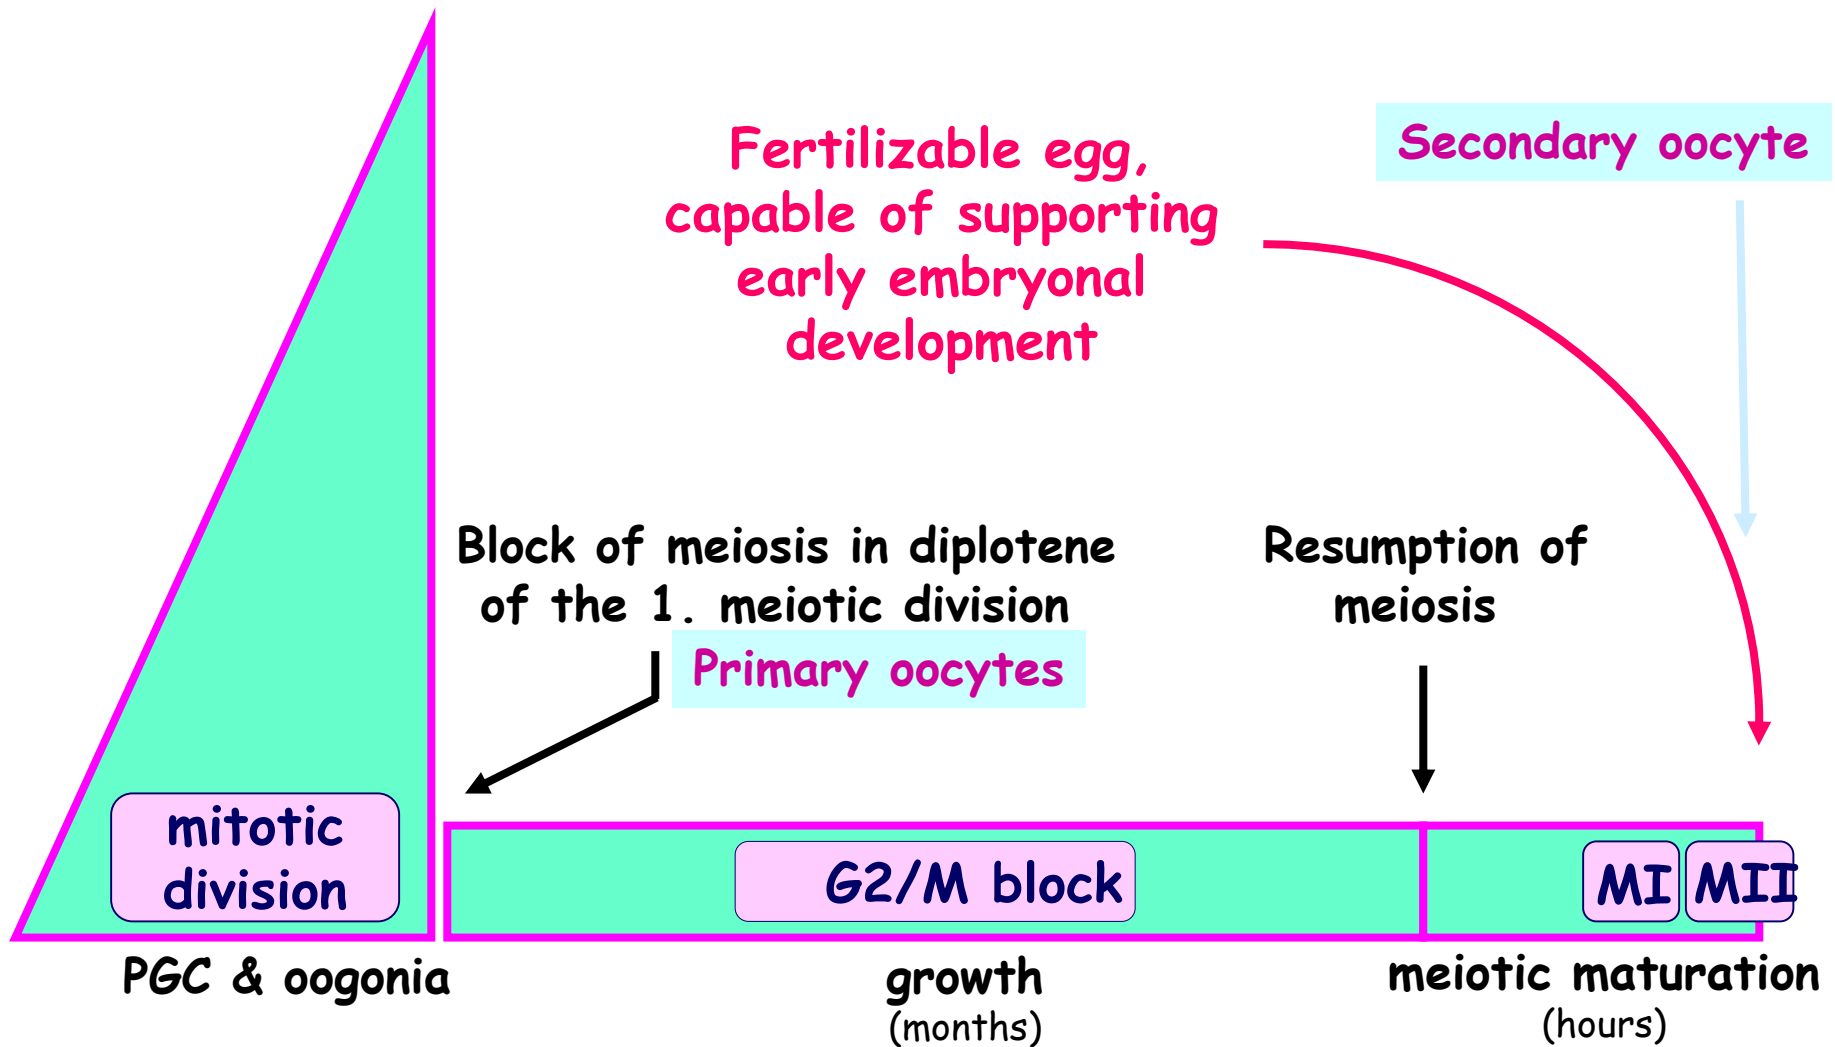 Fertilizable egg,
capable of supporting
early embryonal
development
Secondary oocyte
Block of meiosis in diplotene
of the 1. meiotic division
Primary oocytes
Resumption of
meiosis
mitotic
division
G2/M block
MI
MII
PGC & oogonia
growth
(months)
meiotic maturation
(hours)